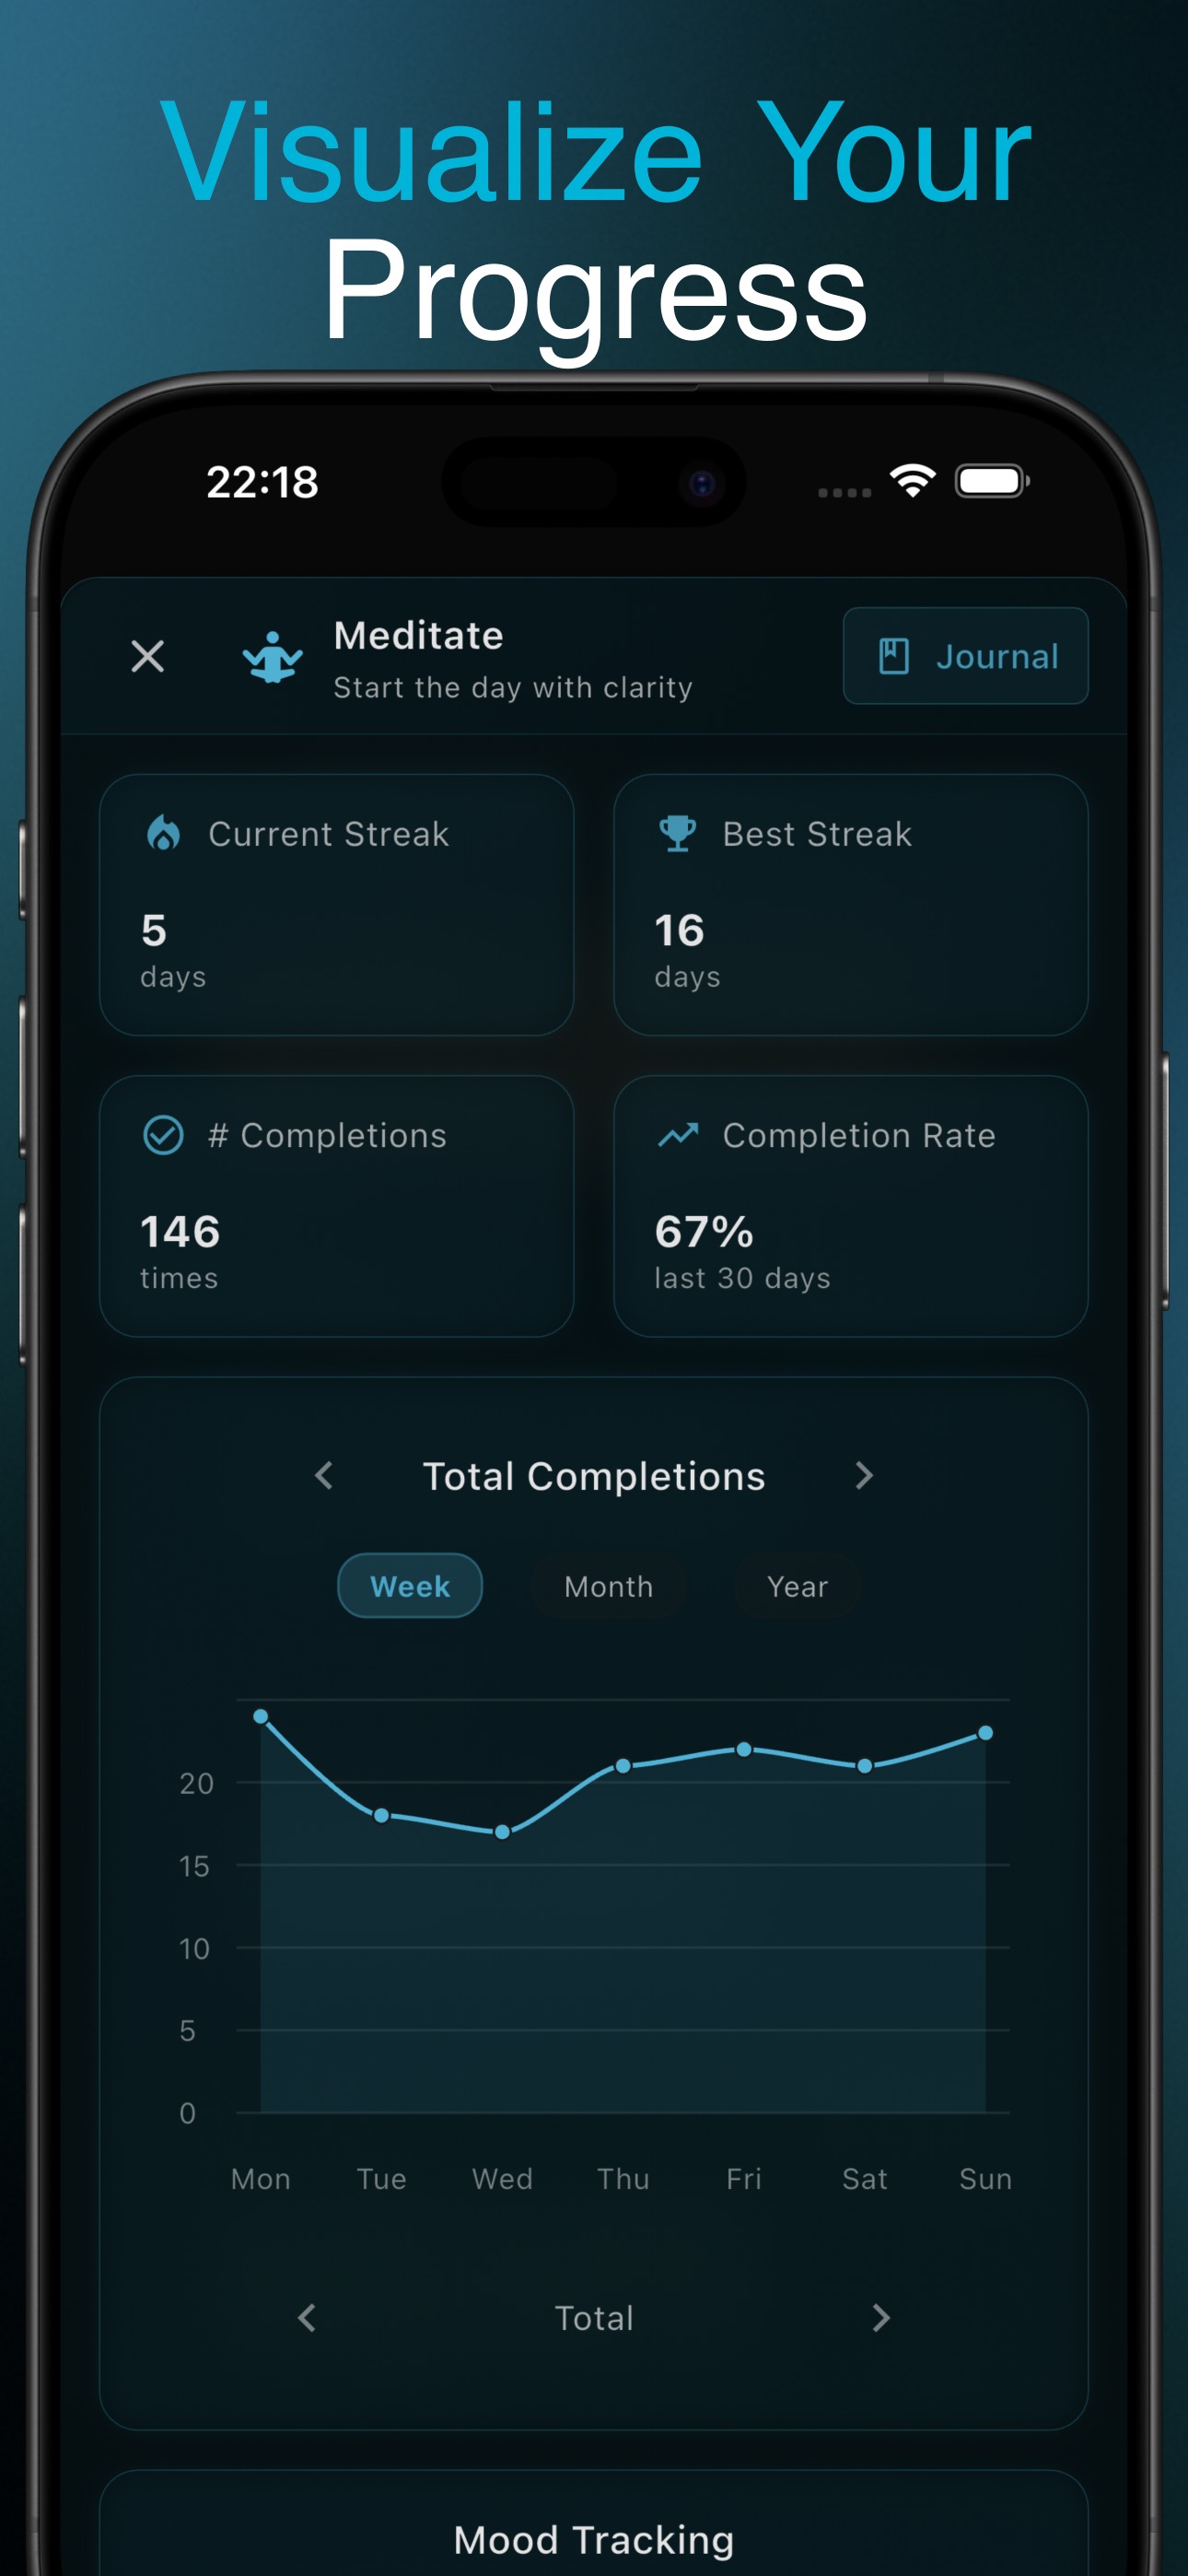 Visualize Your
Progress
22:18
Meditate
Start the day with clarity
Journal
Current Streak
5
days
Best Streak
16
days
# Completions
146
times
Completion Rate
67%
last 30 days
Total Completions
Week Month Year
20
15
10
5
0
Mon Tue Wed Thu Fri Sat Sun
Total
Mood Tracking